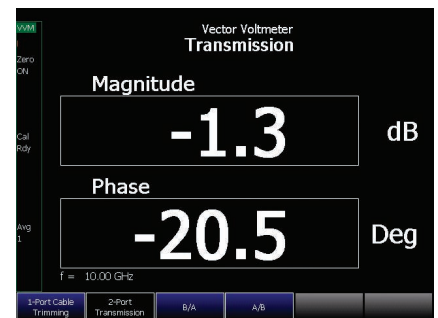 VVM
Vector Voltmeter
Transmission
Zero
ON
Magnitude
-1.3
dB
Cal
Rdy
Phase
-20.5
Deg
Avg
1
f = 10.00 GHz
1-Port Cable
Trimming
2-Port
Transmission
B/A
A/B